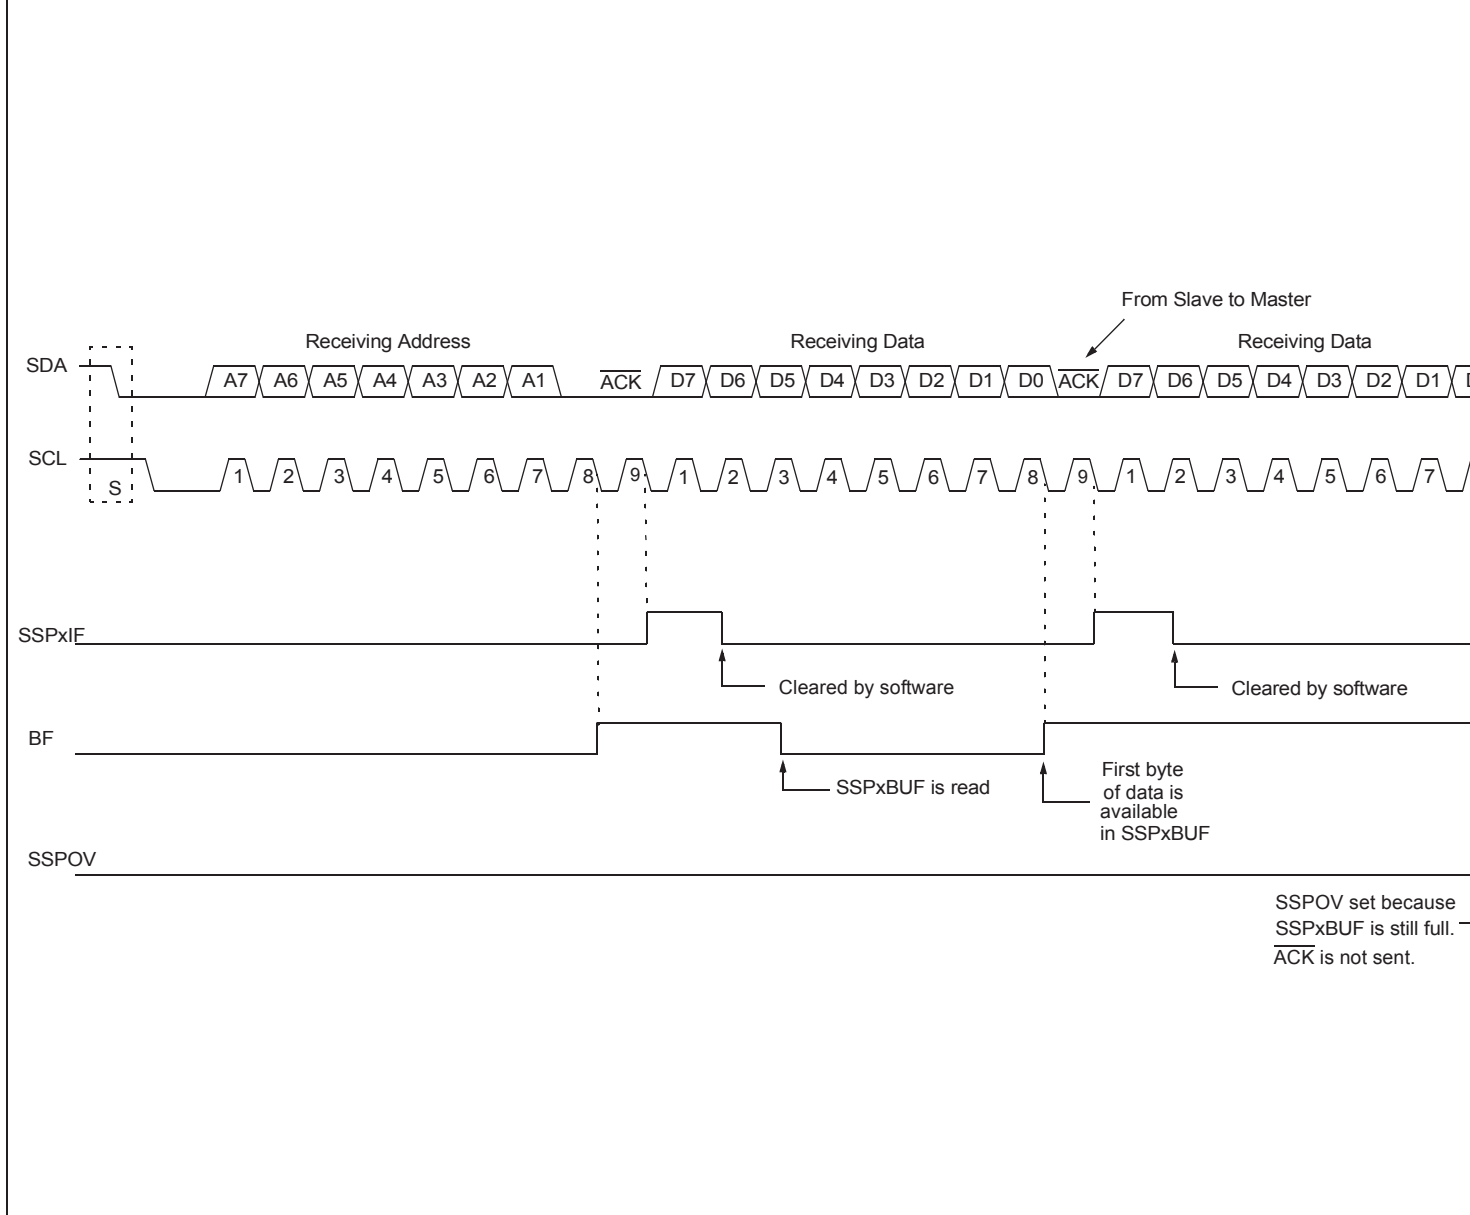 From Slave to Master
Receiving Address Receiving Data Receiving Data
SDA A7 A6 A5 A4 A3 A2 A1 ACK D7 D6 D5 D4 D3 D2 D1 D0 ACK D7 D6 D5 D4 D3 D2 D1
SCL 1 2 3 4 5 6 7 8 9 1 2 3 4 5 6 7 8 9 1 2 3 4 5 6 7
S
SSPxIF
Cleared by software Cleared by software
BF
SSPxBUF is read
First byte
of data is
available
in SSPxBUF
SSPOV
SSPOV set because
SSPxBUF is still full.
ACK is not sent.